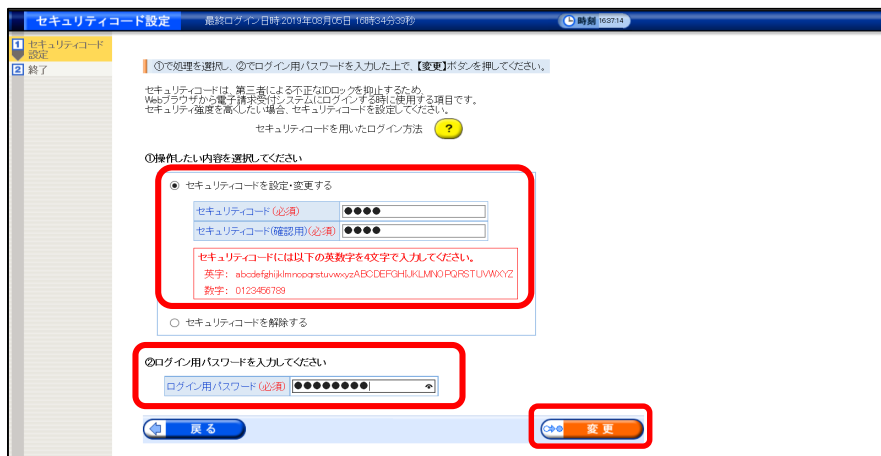 セキュリティコード設定 最終ログイン日時:2019年08月05日 16時34分39秒 時刻 16:37:14
1 セキュリティコード
設定
2 終了
①で処理を選択し、②でログイン用パスワードを入力した上で、【変更】ボタンを押してください。
セキュリティコードは、第三者による不正なIDロックを抑止するため、
Webブラウザから電子請求受付システムにログインする時に使用する項目です。
セキュリティ強度を高くしたい場合、セキュリティコードを設定してください。
セキュリティコードを用いたログイン方法 ?
①操作したい内容を選択してください
セキュリティコードを設定・変更する
セキュリティコード(必須) ●●●●
セキュリティコード(確認用)(必須) ●●●●
セキュリティコードには以下の英数字を4文字で入力してください。
英字: abcdefghijklmnopqrstuvwxyzABCDEFGHIJKLMNOPQRSTUVWXYZ
数字: 0123456789
セキュリティコードを解除する
②ログイン用パスワードを入力してください
ログイン用パスワード(必須) ●●●●●●●●
戻る 変更